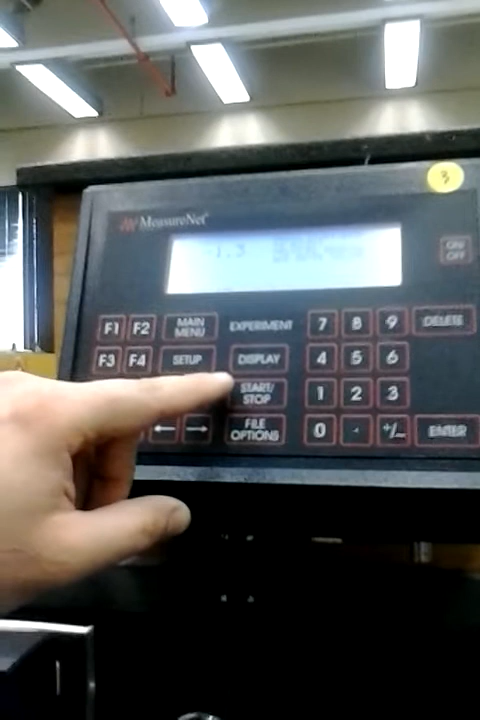 3
MeasureNet
-1.3
ON/
OFF
F1 F2 MAIN
MENU EXPERIMENT 7 8 9 DELETE
F3 F4 SETUP DISPLAY 4 5 6
START/
STOP 1 2 3
← → FILE
OPTIONS 0 . +/- ENTER